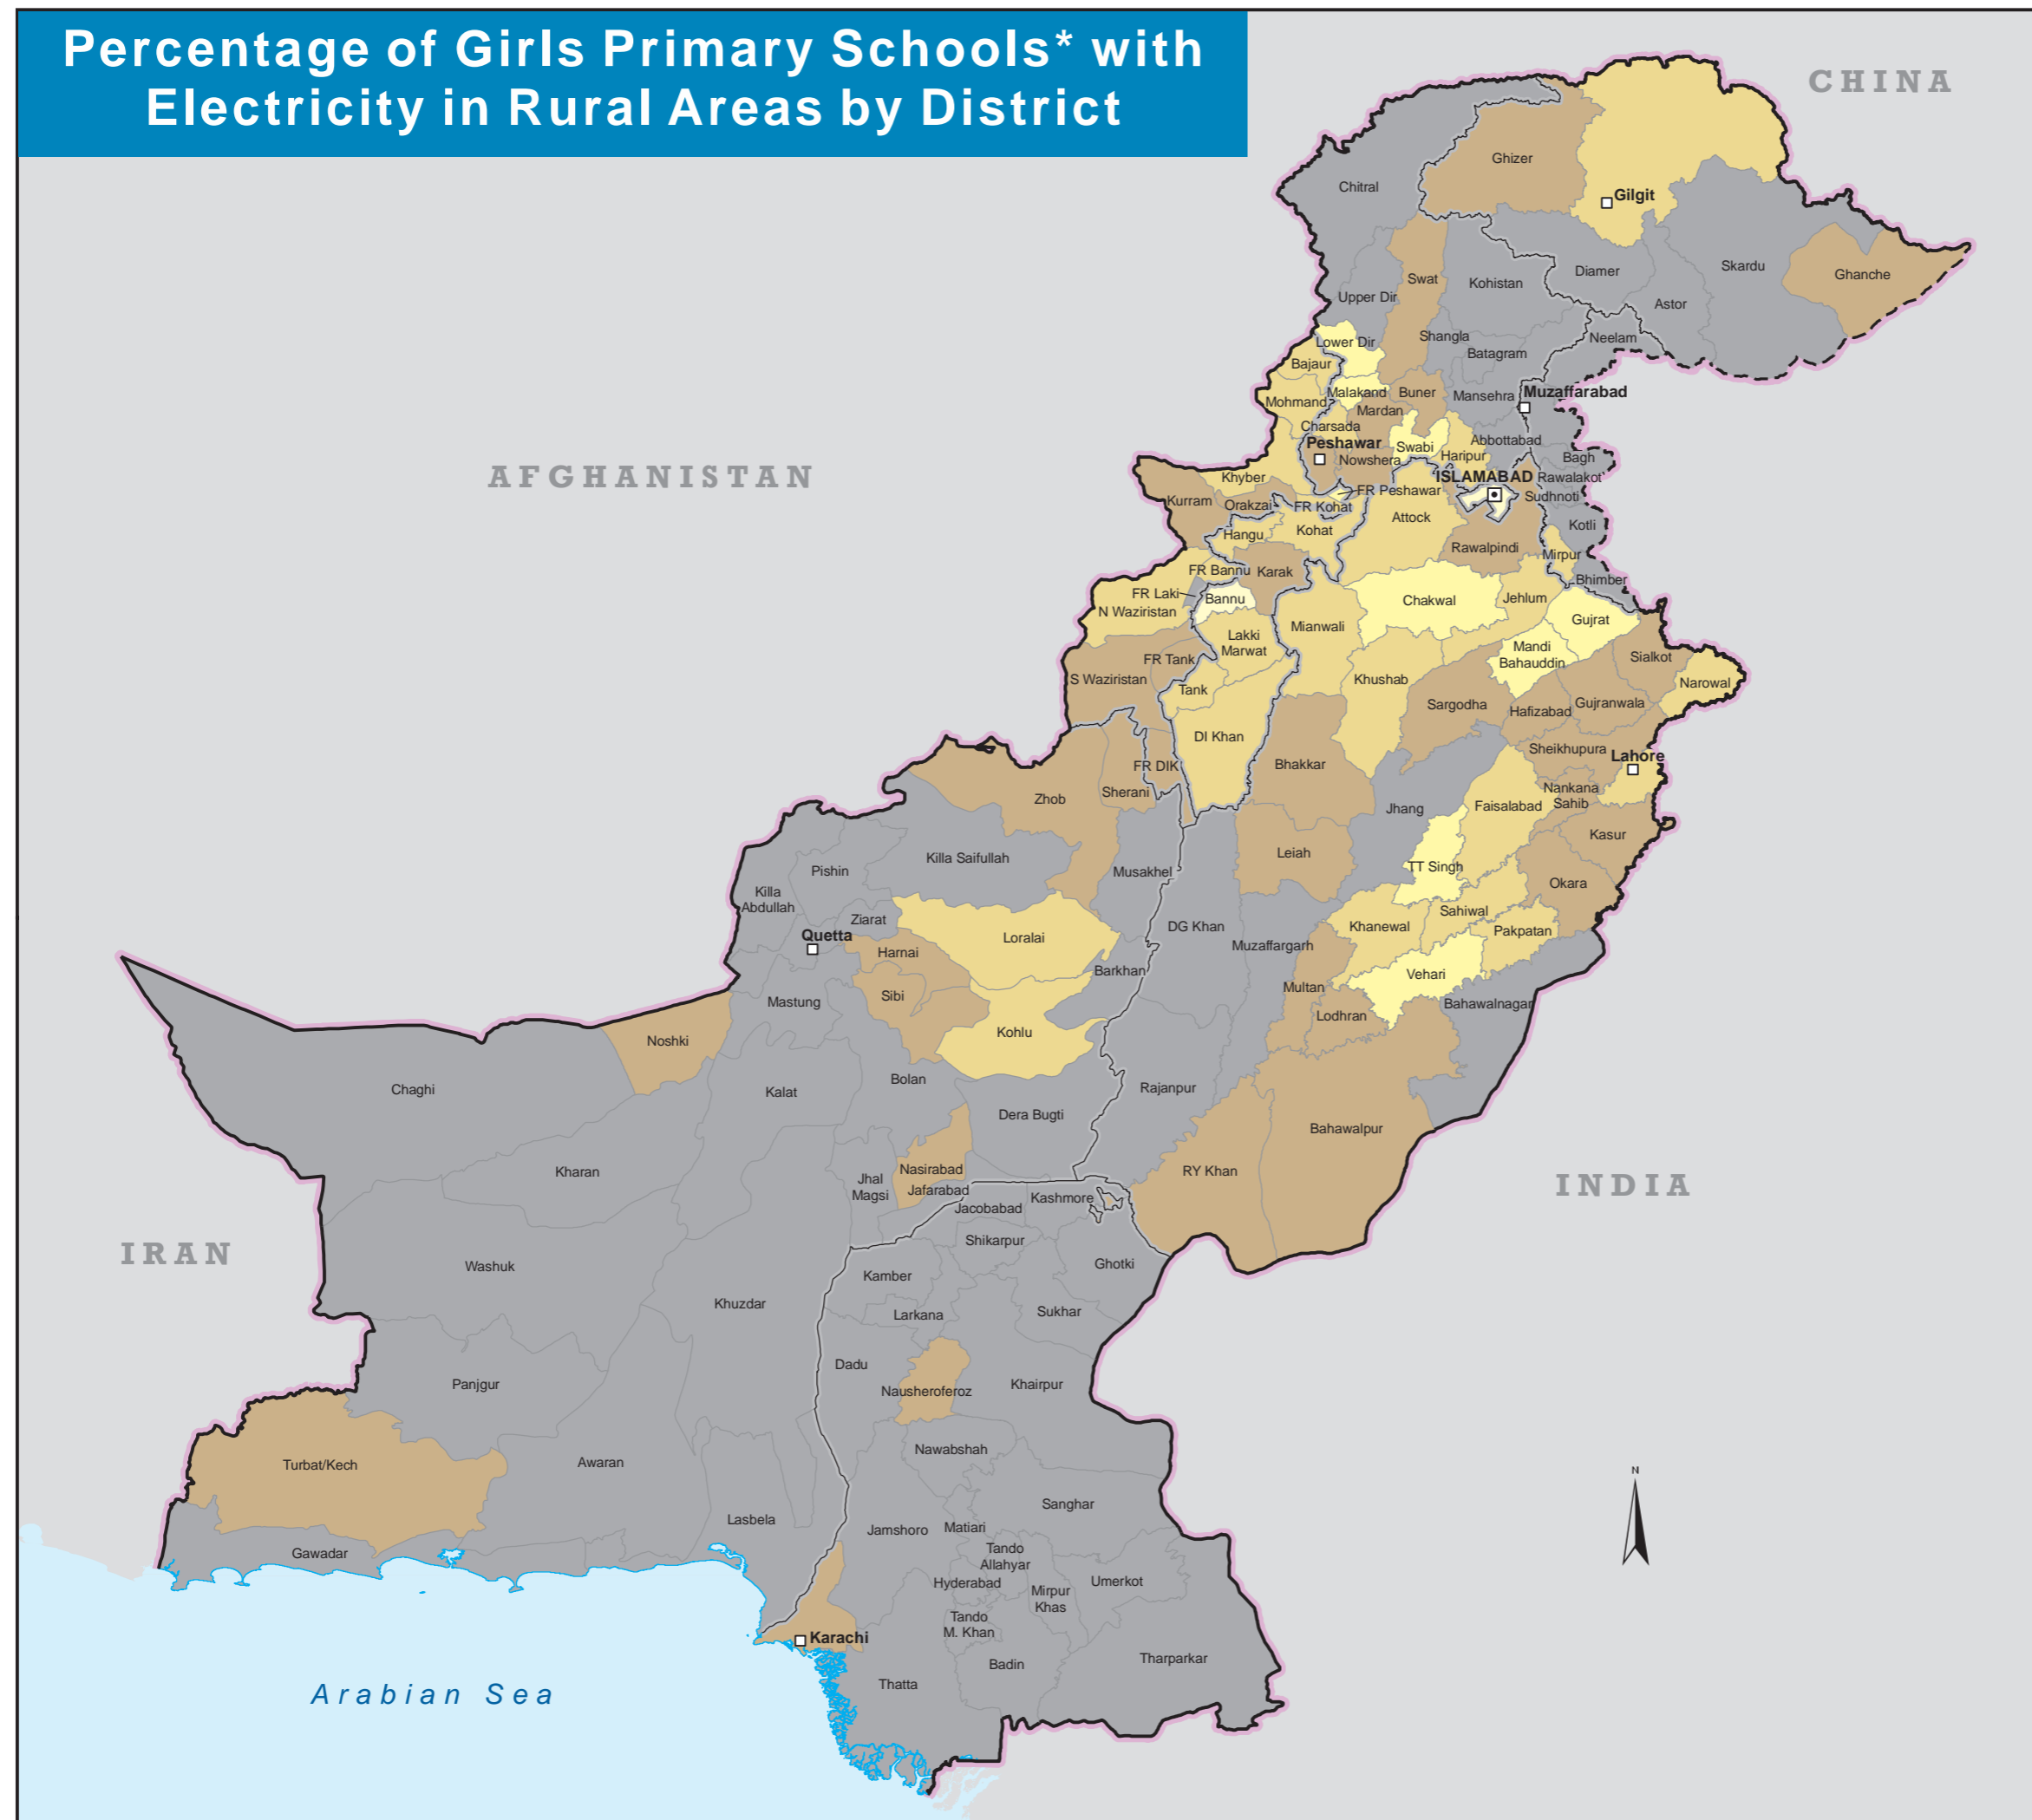 Percentage of Girls Primary Schools* with
Electricity in Rural Areas by District
CHINA
Ghizer
Chitral
Gilgit
Skardu
Diamer
Ghanche
Swat
Kohistan
Upper Dir
Astor
Shangla
Neelam
Lower Dir
Batagram
Bajaur
Malakand
Buner
Mansehra
Muzaffarabad
Mohmand
Mardan
Charsada
Abbottabad
Peshawar
Swabi
Haripur
Bagh
Nowshera
AFGHANISTAN
ISLAMABAD
Rawalakot
Khyber
FR Peshawar
Sudhnoti
Kurram
Orakzai
FR Kohat
Attock
Kotli
Hangu
Kohat
Rawalpindi
Mirpur
FR Bannu
Karak
Bhimber
FR Laki
Bannu
Chakwal
Jehlum
N Waziristan
Gujrat
Mianwali
Lakki
Marwat
Mandi
Bahauddin
Sialkot
FR Tank
S Waziristan
Khushab
Narowal
Tank
Sargodha
Hafizabad
Gujranwala
DI Khan
Sheikhupura
Lahore
FR DIK
Bhakkar
Sherani
Zhob
Nankana
Sahib
Jhang
Faisalabad
Kasur
Leiah
Killa Saifullah
TT Singh
Pishin
Musakhel
Okara
Killa
Abdullah
Ziarat
Sahiwal
DG Khan
Khanewal
Pakpatan
Quetta
Loralai
Muzaffargarh
Harnai
Barkhan
Vehari
Sibi
Multan
Mastung
Bahawalnagar
Lodhran
Kohlu
Noshki
Bolan
Chaghi
Kalat
Rajanpur
Dera Bugti
Bahawalpur
Kharan
Nasirabad
RY Khan
Jhal
Magsi
Jafarabad
INDIA
Kashmore
Jacobabad
Shikarpur
IRAN
Ghotki
Washuk
Kamber
Khuzdar
Larkana
Sukhar
Dadu
Panjgur
Nausheroferoz
Khairpur
Nawabshah
Turbat/Kech
Awaran
N
Sanghar
Lasbela
Jamshoro
Matiari
Gawadar
Tando
Allahyar
Hyderabad
Umerkot
Mirpur
Khas
Tando
M. Khan
Karachi
Badin
Tharparkar
Thatta
Arabian Sea